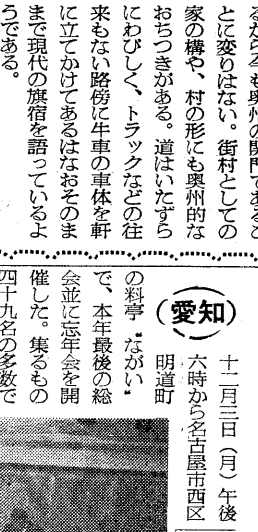 るから今も奥州の関門であるこ
とに変りはない。街村としての
家の構や、村の形にも奥州的な
おちつきがある。道はいたずら
にわびしく、トラックなどの往
来もない路傍に牛車の車体を軒
に立てかけてあるはなおそのま
まで現代の旗宿を語っているよ
うである。
(愛知)
十二月三日(月)午後
六時から名古屋市西区
明道町
の料亭〝ながい〟
で、本年最後の総
会並に忘年会を開
催した。集るもの
四十九名の多数で